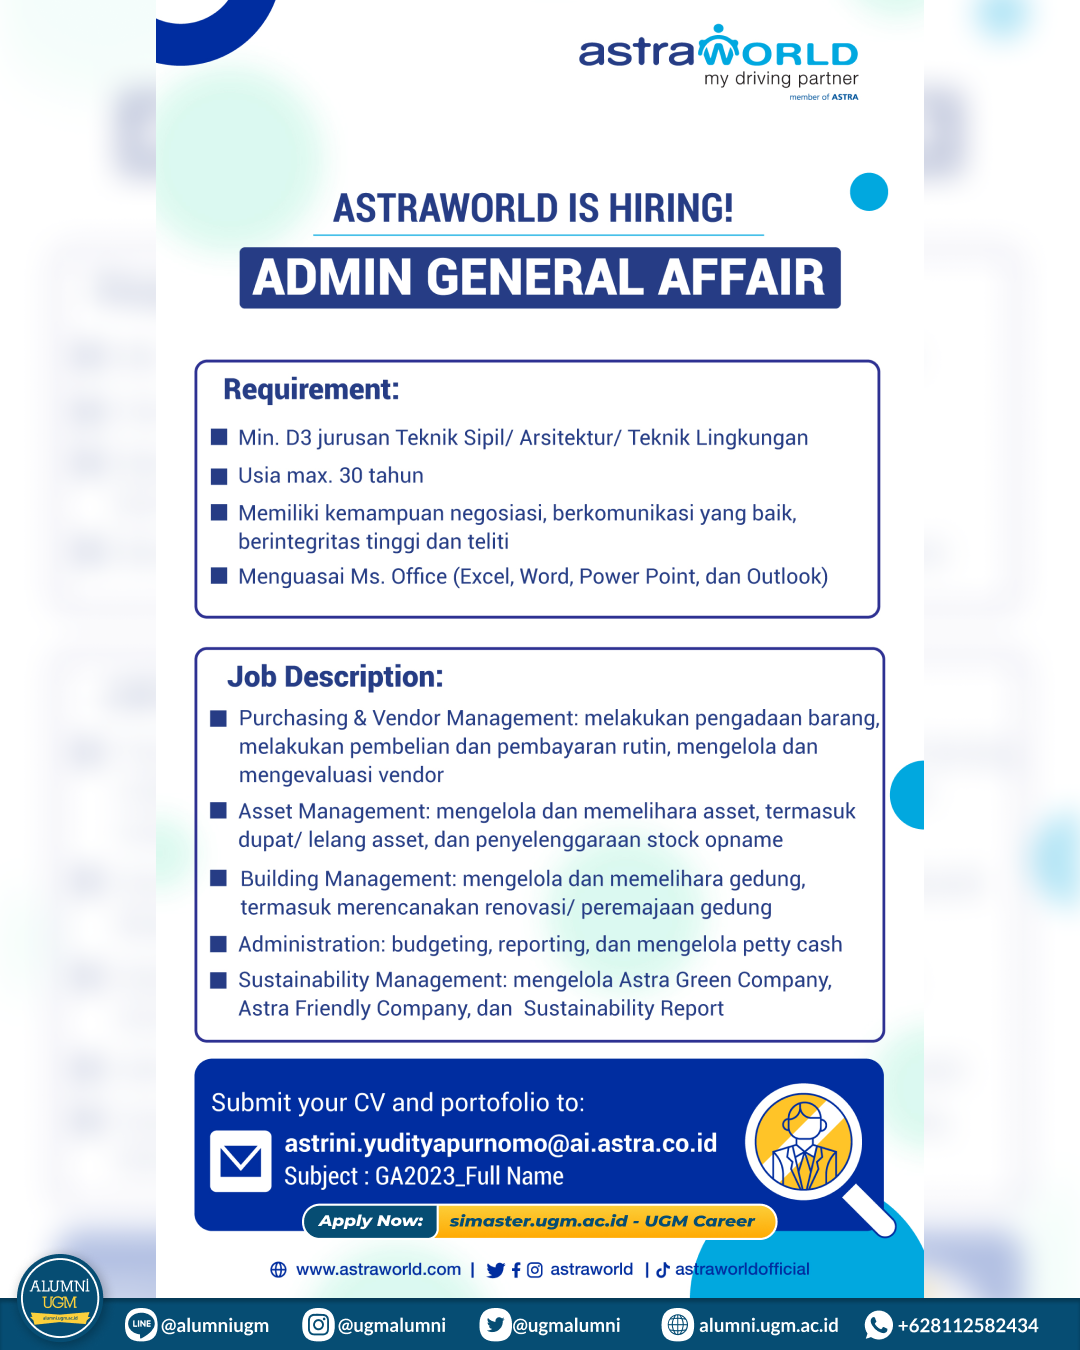 astraWORLD
my driving partner
member of ASTRA
ASTRAWORLD IS HIRING!
ADMIN GENERAL AFFAIR
Requirement:
Min. D3 jurusan Teknik Sipil/ Arsitektur/ Teknik Lingkungan
Usia max. 30 tahun
Memiliki kemampuan negosiasi, berkomunikasi yang baik,
berintegritas tinggi dan teliti
Menguasai Ms. Office (Excel, Word, Power Point, dan Outlook)
Job Description:
Purchasing & Vendor Management: melakukan pengadaan barang,
melakukan pembelian dan pembayaran rutin, mengelola dan
mengevaluasi vendor
Asset Management: mengelola dan memelihara asset, termasuk
dupat/ lelang asset, dan penyelenggaraan stock opname
Building Management: mengelola dan memelihara gedung,
termasuk merencanakan renovasi/ peremajaan gedung
Administration: budgeting, reporting, dan mengelola petty cash
Sustainability Management: mengelola Astra Green Company,
Astra Friendly Company, dan Sustainability Report
Submit your CV and portofolio to:
astrini.yudityapurnomo@ai.astra.co.id
Subject : GA2023_Full Name
Apply Now: simaster.ugm.ac.id - UGM Career
www.astraworld.com | astraworld | astraworldofficial
ALUMNI
UGM
alumni.ugm.ac.id
LINE @alumniugm @ugmalumni @ugmalumni alumni.ugm.ac.id +628112582434